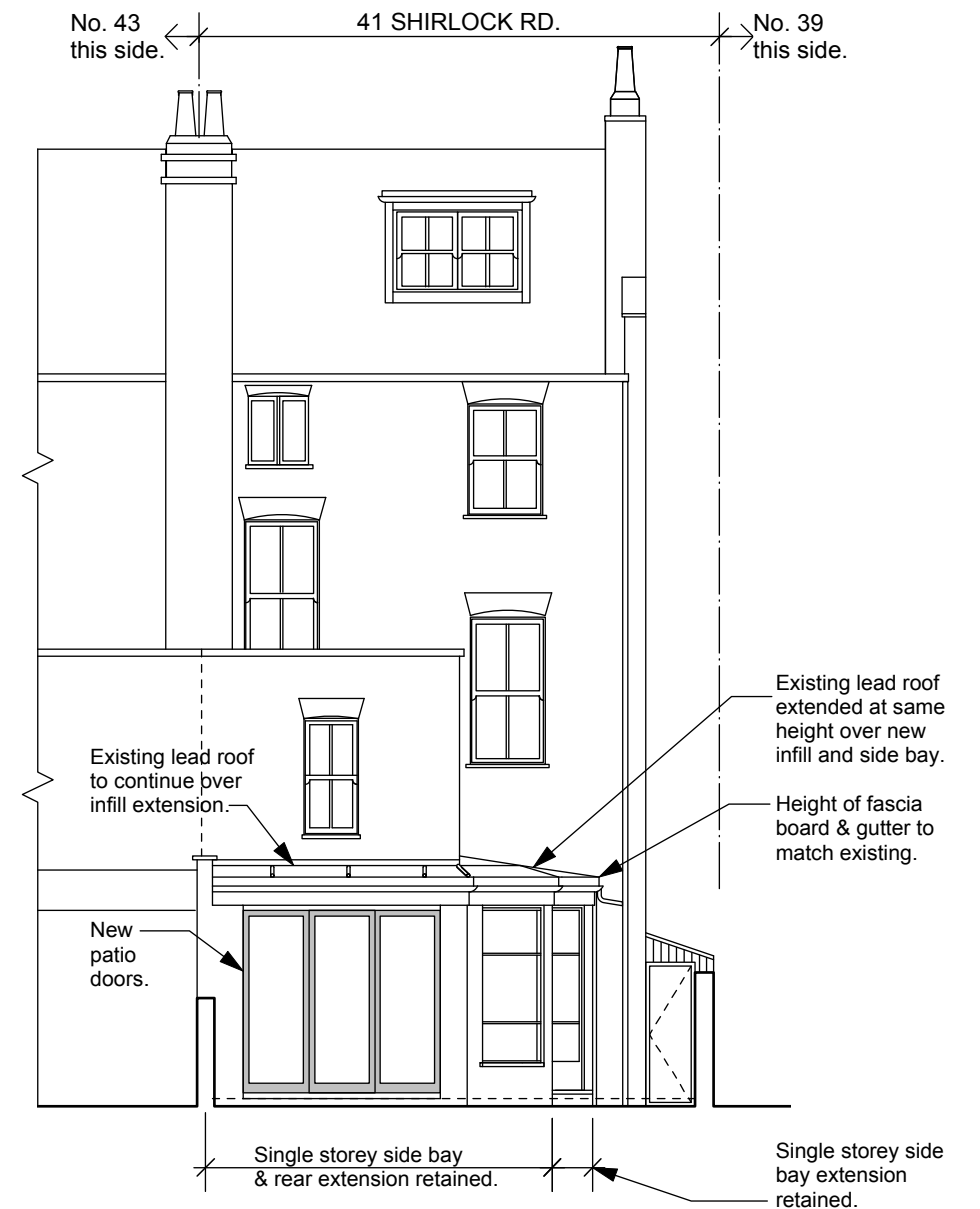 No. 43
this side.
41 SHIRLOCK RD.
No. 39
this side.
Existing lead roof
extended at same
height over new
infill and side bay.
Existing lead roof
to continue over
infill extension.
Height of fascia
board & gutter to
match existing.
New
patio
doors.
Single storey side bay
& rear extension retained.
Single storey side
bay extension
retained.